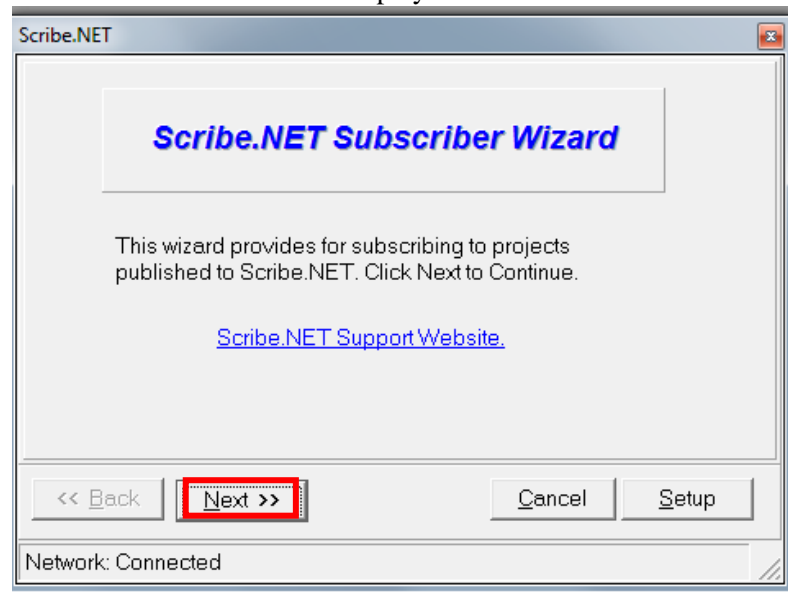 Scribe.NET
Scribe.NET Subscriber Wizard
This wizard provides for subscribing to projects
published to Scribe.NET. Click Next to Continue.
Scribe.NET Support Website.
<< Back Next >> Cancel Setup
Network: Connected